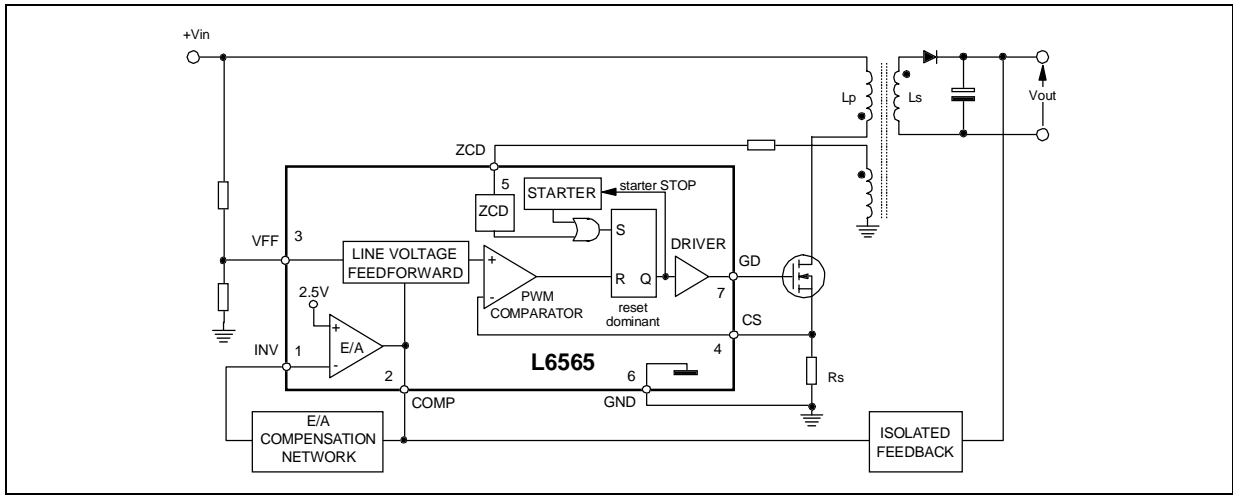 +Vin
Lp
Ls
Vout
ZCD
5
STARTER
starter STOP
ZCD
S
DRIVER
VFF
3
LINE VOLTAGE
FEEDFORWARD
+
-
PWM
COMPARATOR
R
Q
reset
dominant
GD
7
2.5V
+
E/A
-
INV
1
CS
4
L6565
2
COMP
6
GND
Rs
E/A
COMPENSATION
NETWORK
ISOLATED
FEEDBACK